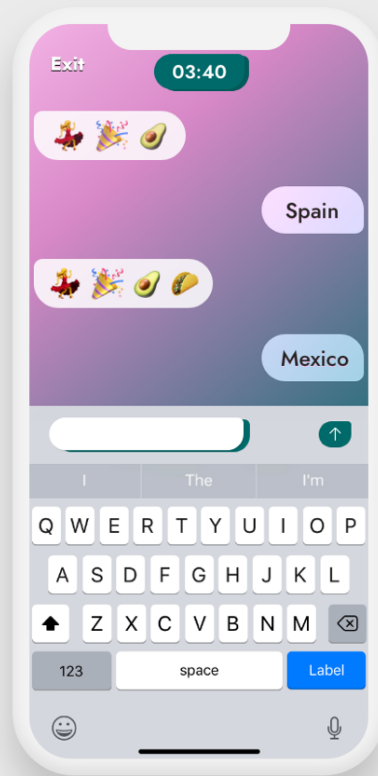 Exit
03:40
Spain
Mexico
I The I'm
Q W E R T Y U I O P
A S D F G H J K L
Z X C V B N M
123 space Label